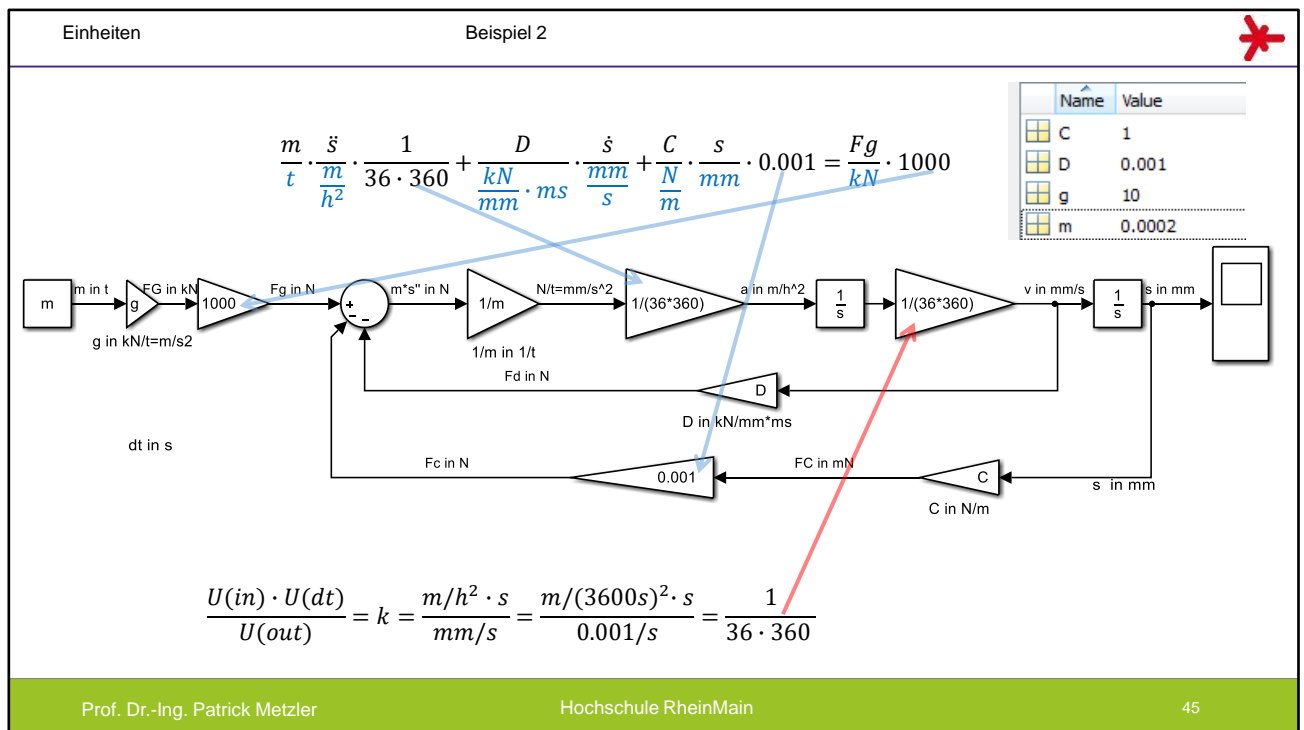 Einheiten Beispiel 2
Name Value
C 1
D 0.001
g 10
m 0.0002
m/t · s̈/(m/h²) · 1/(36 · 360) + D/(kN/mm · ms) · ṡ/(mm/s) + C/(N/m) · s/mm · 0.001 = Fg/kN · 1000
m
m in t
g
FG in kN
1000
Fg in N
+
-
-
m*s'' in N
1/m
N/t=mm/s^2
1/(36*360)
a in m/h^2
1/s
1/(36*360)
v in mm/s
1/s
s in mm
g in kN/t=m/s2
1/m in 1/t
Fd in N
D
D in kN/mm*ms
dt in s
Fc in N
0.001
FC in mN
C
s in mm
C in N/m
U(in) · U(dt)/U(out) = k = m/h² · s/(mm/s) = m/(3600s)² · s/(0.001/s) = 1/(36 · 360)
Prof. Dr.-Ing. Patrick Metzler Hochschule RheinMain 45